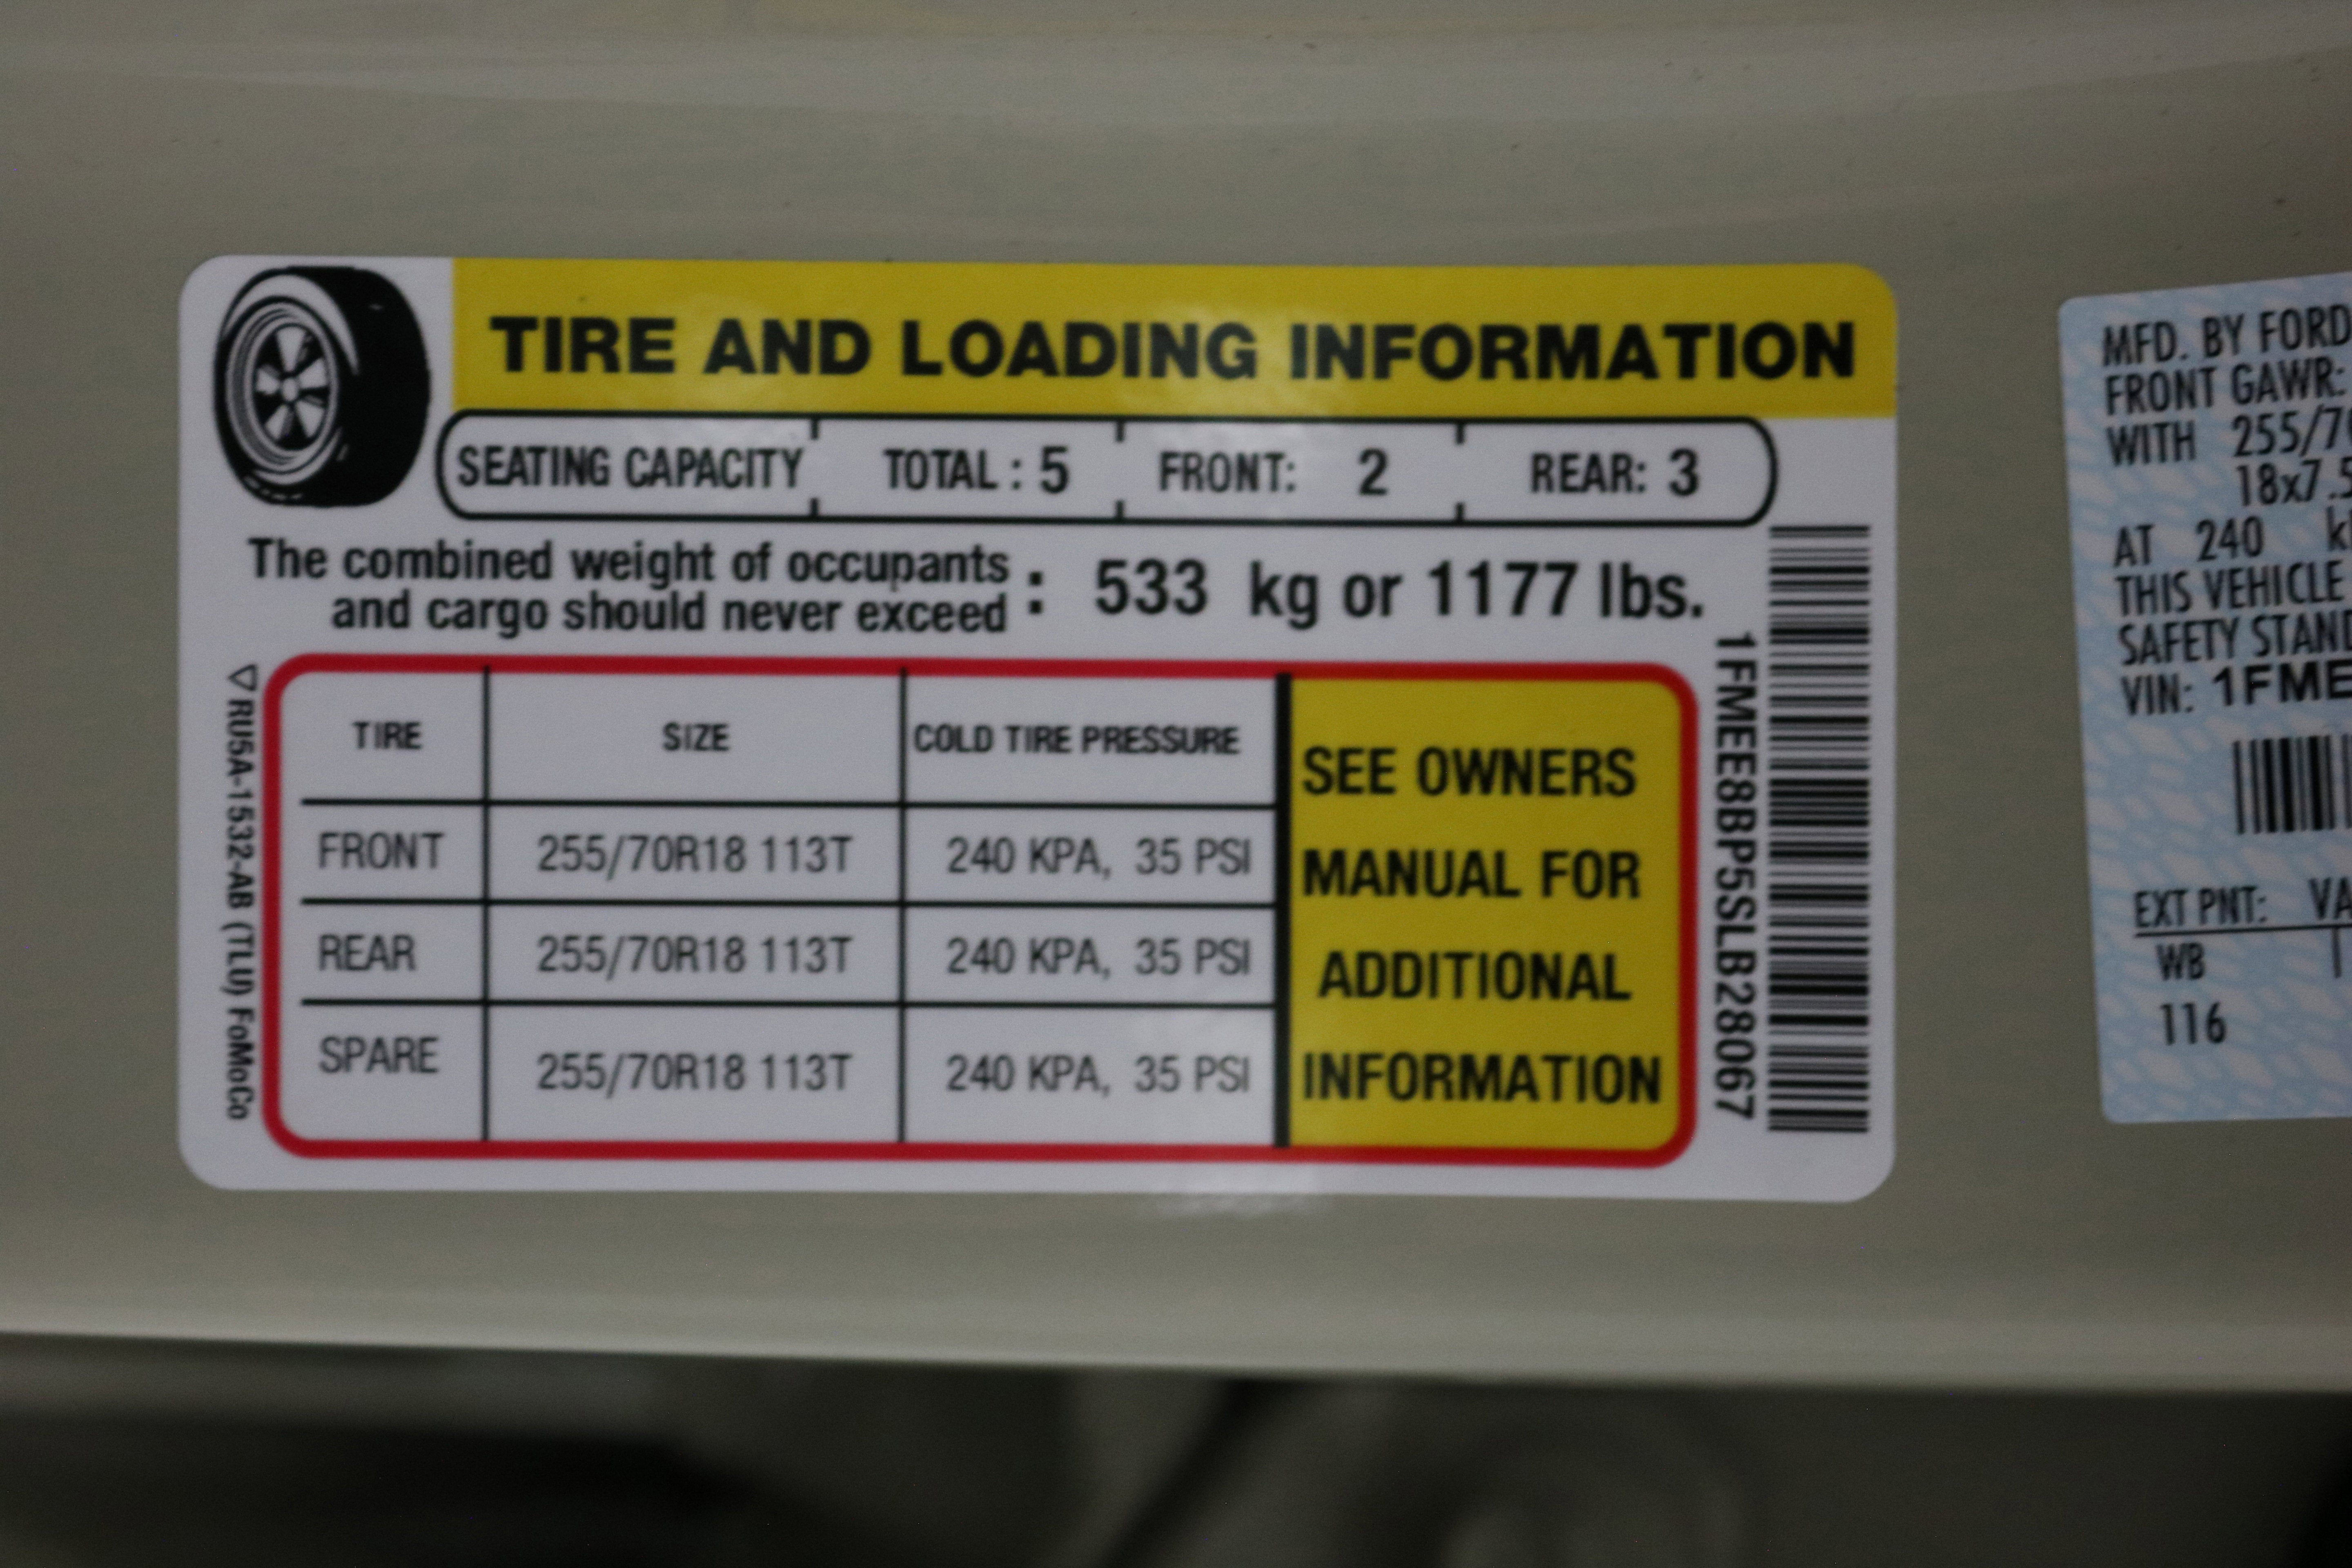 TIRE AND LOADING INFORMATION
SEATING CAPACITY TOTAL : 5 FRONT: 2 REAR: 3
The combined weight of occupants
and cargo should never exceed : 533 kg or 1177 lbs.
TIRE SIZE COLD TIRE PRESSURE
FRONT 255/70R18 113T 240 KPA, 35 PSI
REAR 255/70R18 113T 240 KPA, 35 PSI
SPARE 255/70R18 113T 240 KPA, 35 PSI
SEE OWNERS
MANUAL FOR
ADDITIONAL
INFORMATION
RU5A-1532-AB (TLU) FoMoCo
1FMEE8BP5SLB28067
MFD. BY FORD
FRONT GAWR:
WITH 255/70
18x7.5
AT 240
THIS VEHICLE
SAFETY STAND
VIN: 1FME
EXT PNT: VA
WB
116